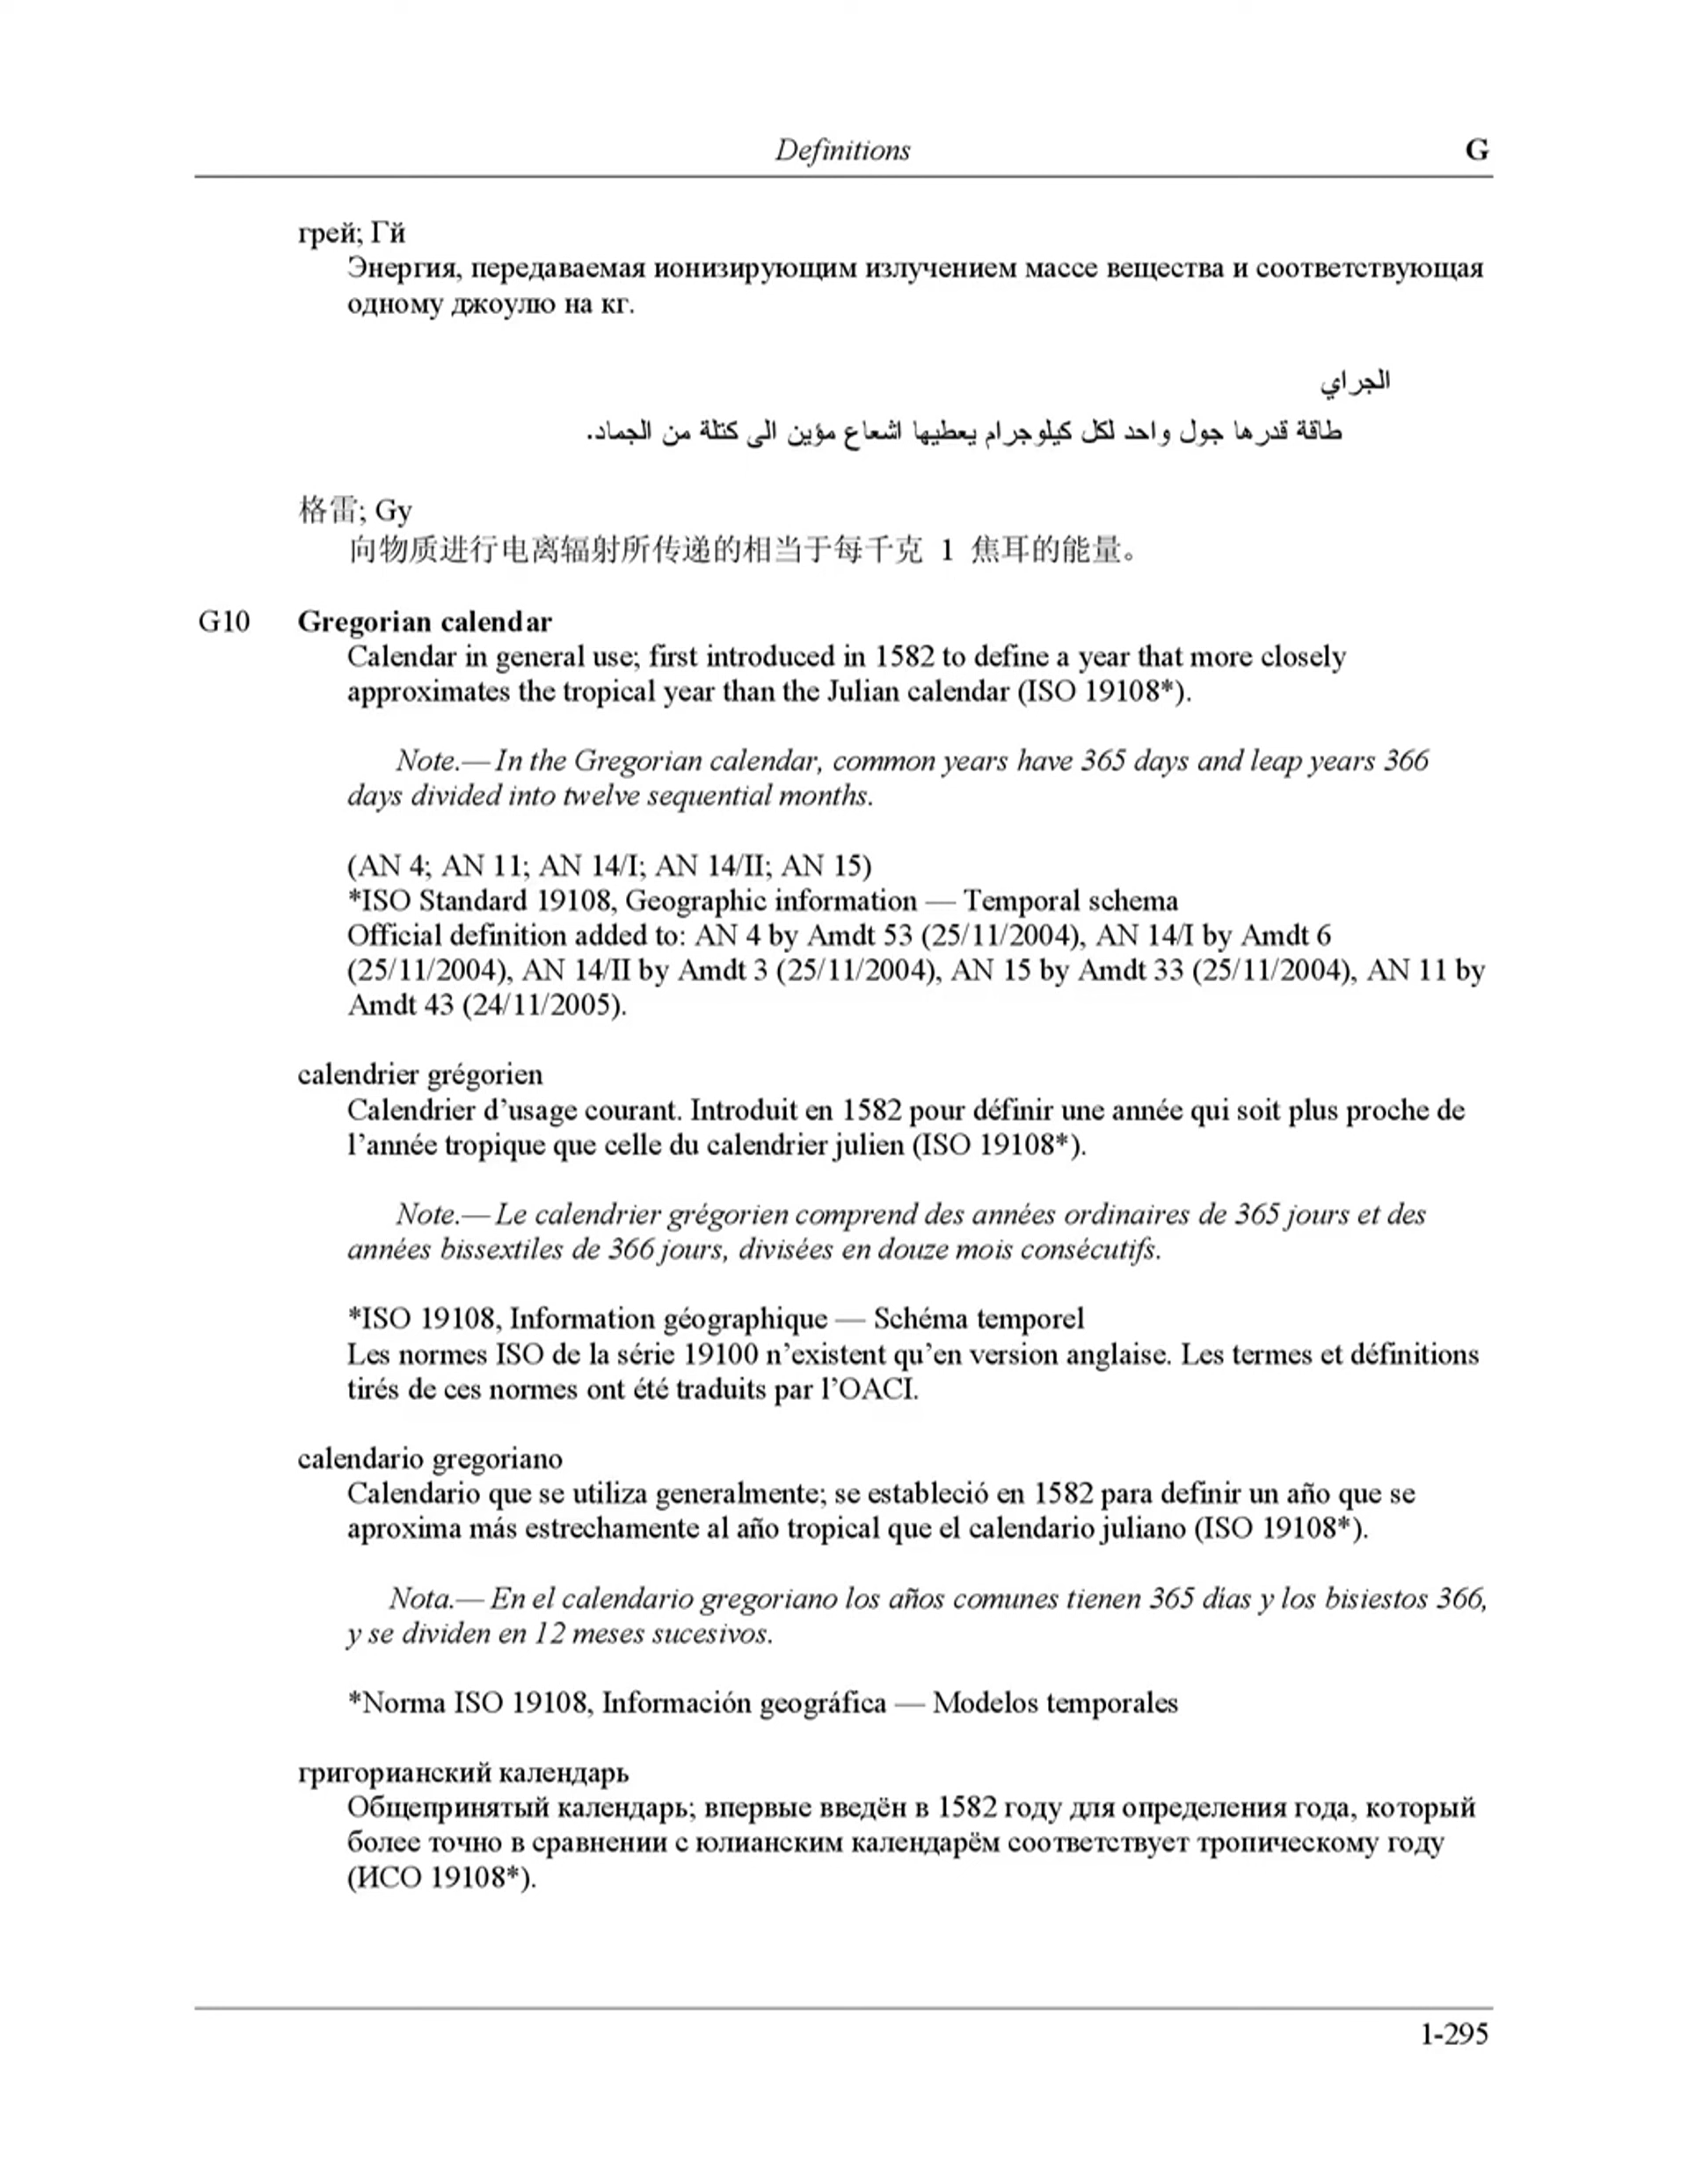 Definitions G
грей; Гй
Энергия, передаваемая ионизирующим излучением массе вещества и соответствующая
одному джоулю на кг.
الجراي
طاقة قدرها جول واحد لكل كيلوجرام يعطيها اشعاع مؤين الى كتلة من الجماد.
格雷; Gy
向物质进行电离辐射所传递的相当于每千克 1 焦耳的能量。
G10 Gregorian calendar
Calendar in general use; first introduced in 1582 to define a year that more closely
approximates the tropical year than the Julian calendar (ISO 19108*).
Note.— In the Gregorian calendar, common years have 365 days and leap years 366
days divided into twelve sequential months.
(AN 4; AN 11; AN 14/I; AN 14/II; AN 15)
*ISO Standard 19108, Geographic information — Temporal schema
Official definition added to: AN 4 by Amdt 53 (25/11/2004), AN 14/I by Amdt 6
(25/11/2004), AN 14/II by Amdt 3 (25/11/2004), AN 15 by Amdt 33 (25/11/2004), AN 11 by
Amdt 43 (24/11/2005).
calendrier grégorien
Calendrier d’usage courant. Introduit en 1582 pour définir une année qui soit plus proche de
l’année tropique que celle du calendrier julien (ISO 19108*).
Note.— Le calendrier grégorien comprend des années ordinaires de 365 jours et des
années bissextiles de 366 jours, divisées en douze mois consécutifs.
*ISO 19108, Information géographique — Schéma temporel
Les normes ISO de la série 19100 n’existent qu’en version anglaise. Les termes et définitions
tirés de ces normes ont été traduits par l’OACI.
calendario gregoriano
Calendario que se utiliza generalmente; se estableció en 1582 para definir un año que se
aproxima más estrechamente al año tropical que el calendario juliano (ISO 19108*).
Nota.— En el calendario gregoriano los años comunes tienen 365 días y los bisiestos 366,
y se dividen en 12 meses sucesivos.
*Norma ISO 19108, Información geográfica — Modelos temporales
григорианский календарь
Общепринятый календарь; впервые введён в 1582 году для определения года, который
более точно в сравнении с юлианским календарём соответствует тропическому году
(ИСО 19108*).
1-295